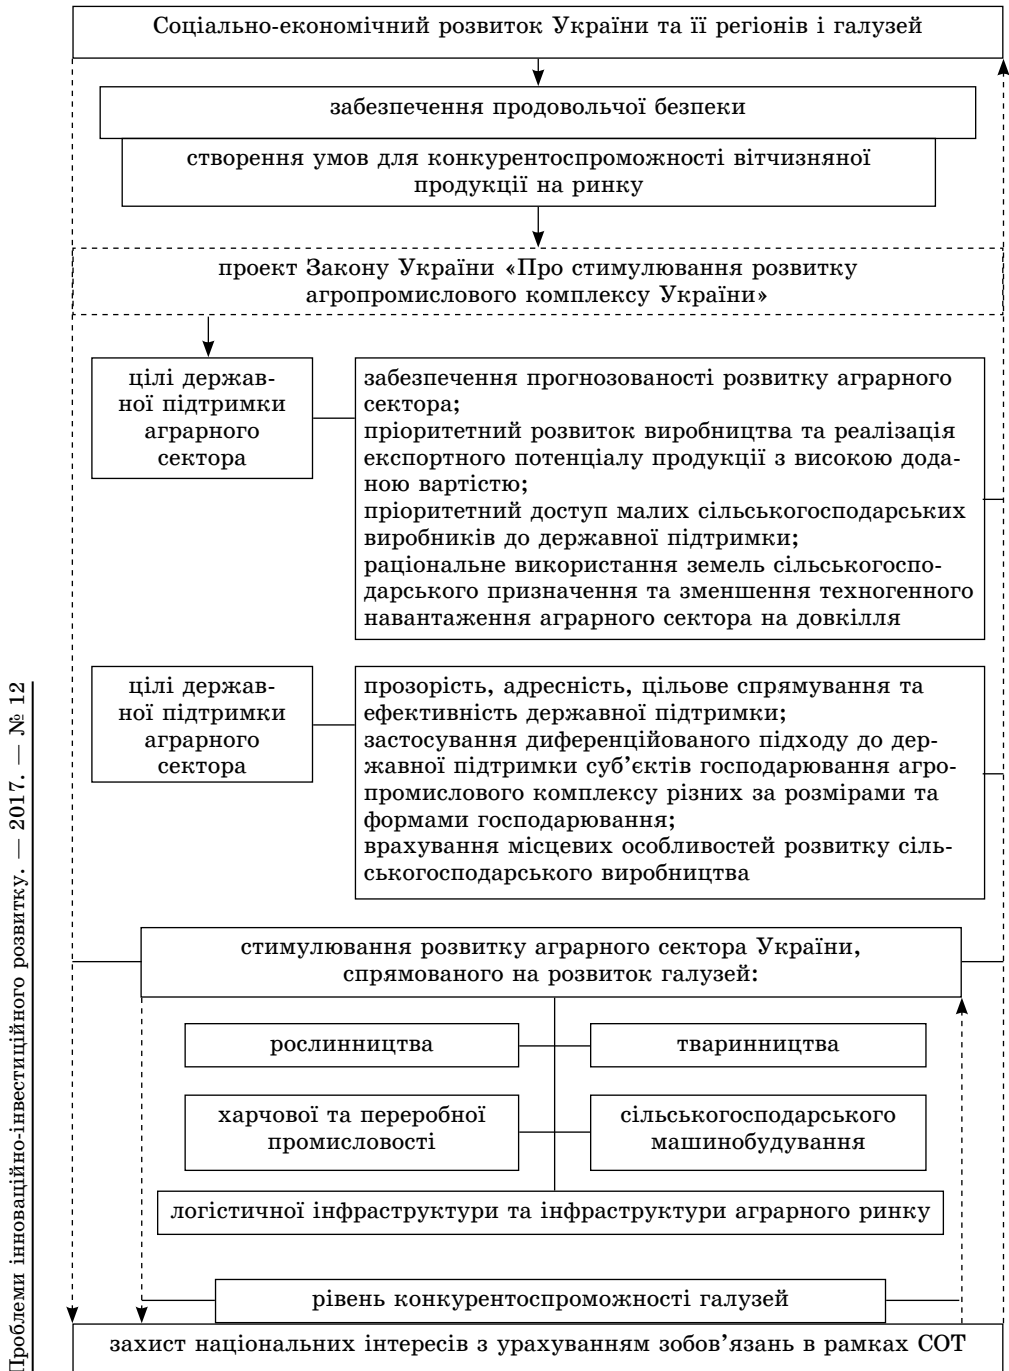 Соціально-економічний розвиток України та її регіонів і галузей
забезпечення продовольчої безпеки
створення умов для конкурентоспроможності вітчизняної
продукції на ринку
проект Закону України «Про стимулювання розвитку
агропромислового комплексу України»
цілі держав-
ної підтримки
аграрного
сектора
забезпечення прогнозованості розвитку аграрного
сектора;
пріоритетний розвиток виробництва та реалізація
експортного потенціалу продукції з високою дода-
ною вартістю;
пріоритетний доступ малих сільськогосподарських
виробників до державної підтримки;
раціональне використання земель сільськогоспо-
дарського призначення та зменшення техногенного
навантаження аграрного сектора на довкілля
цілі держав-
ної підтримки
аграрного
сектора
прозорість, адресність, цільове спрямування та
ефективність державної підтримки;
застосування диференційованого підходу до дер-
жавної підтримки суб’єктів господарювання агро-
промислового комплексу різних за розмірами та
формами господарювання;
врахування місцевих особливостей розвитку сіль-
ськогосподарського виробництва
стимулювання розвитку аграрного сектора України,
спрямованого на розвиток галузей:
рослинництва
тваринництва
харчової та переробної
промисловості
сільськогосподарського
машинобудування
логістичної інфраструктури та інфраструктури аграрного ринку
рівень конкурентоспроможності галузей
захист національних інтересів з урахуванням зобов’язань в рамках СОТ
Проблеми інноваційно-інвестиційного розвитку. — 2017. — № 12